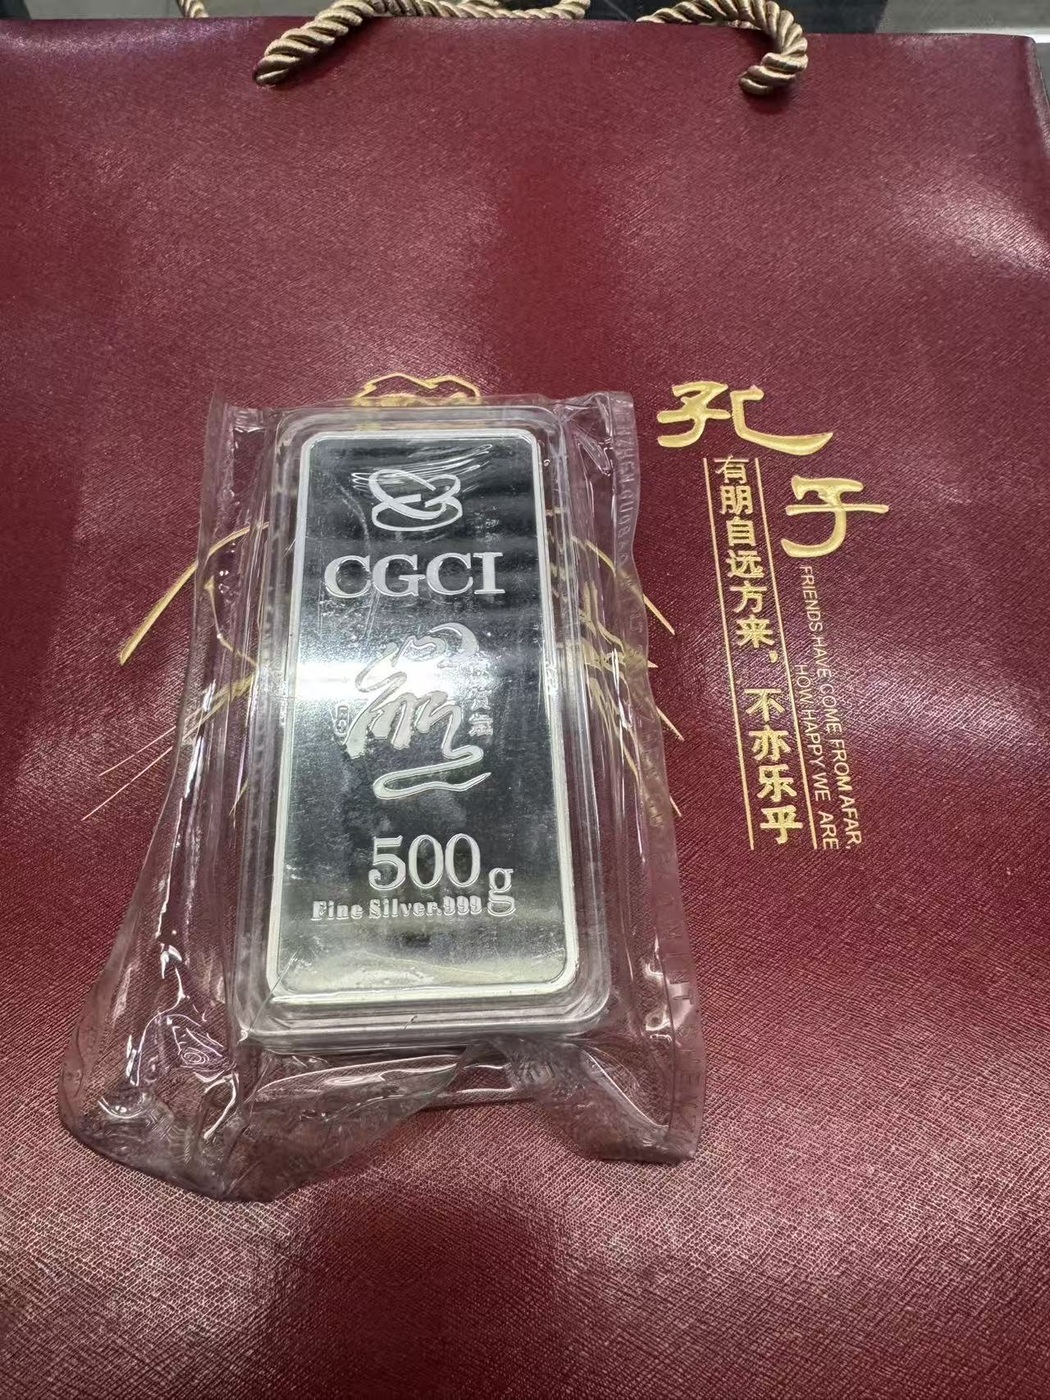 CGCI
500g
Fine Silver.999
孔子
有朋自远方来，不亦乐乎
FRIENDS HAVE COME FROM AFAR,
HOW HAPPY WE ARE